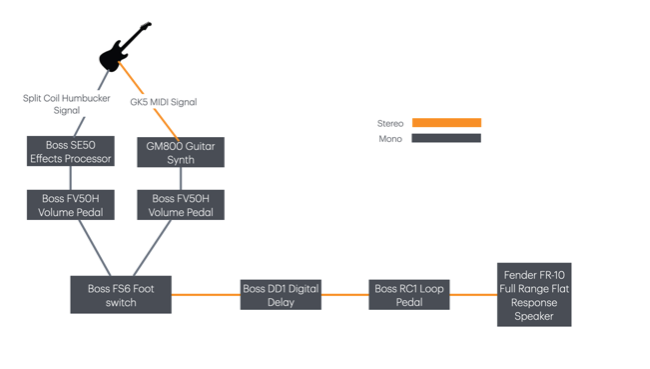 Split Coil Humbucker
Signal
GK5 MIDI Signal
Stereo
Mono
Boss SE50
Effects Processor
GM800 Guitar
Synth
Boss FV50H
Volume Pedal
Boss FV50H
Volume Pedal
Boss FS6 Foot
switch
Boss DD1 Digital
Delay
Boss RC1 Loop
Pedal
Fender FR-10
Full Range Flat
Response
Speaker